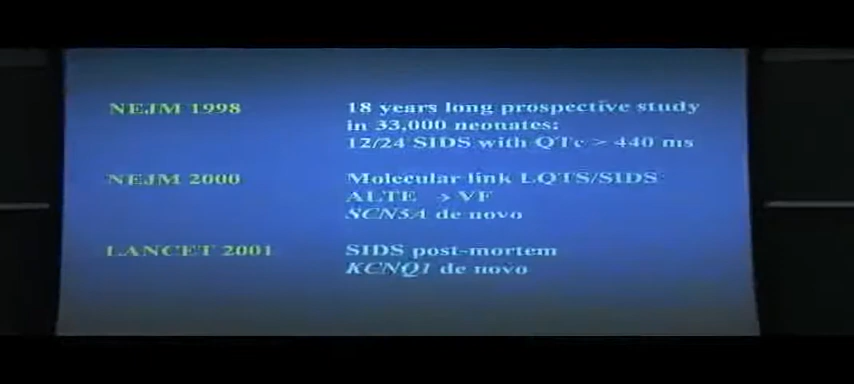 NEJM 1998 18 years long prospective study
in 33,000 neonates:
12/24 SIDS with QTc > 440 ms
NEJM 2000 Molecular link LQTS/SIDS
ALTE > VF
SCN5A de novo
LANCET 2001 SIDS post-mortem
KCNQ1 de novo